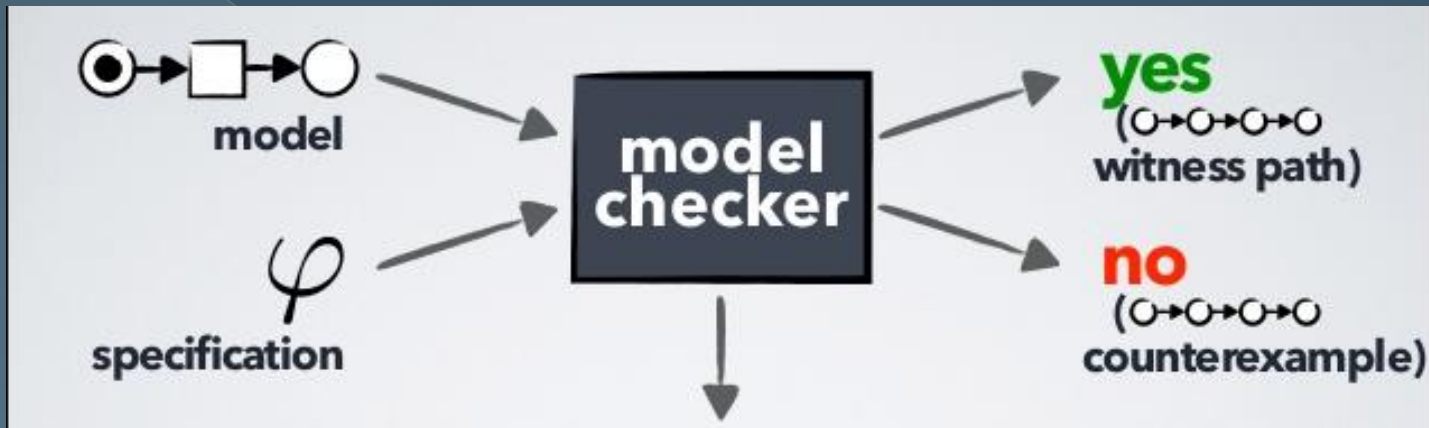 model
φ
specification
model
checker
yes
(
witness path)
no
(
counterexample)